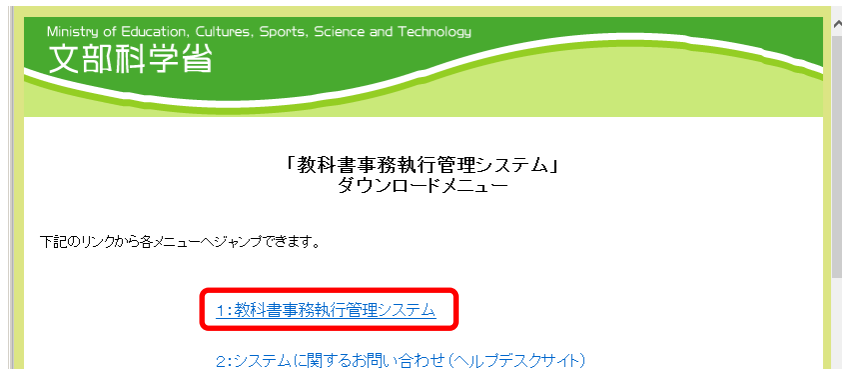 Ministry of Education, Cultures, Sports, Science and Technology
文部科学省
「教科書事務執行管理システム」
ダウンロードメニュー
下記のリンクから各メニューへジャンプできます。
1:教科書事務執行管理システム
2:システムに関するお問い合わせ(ヘルプデスクサイト)